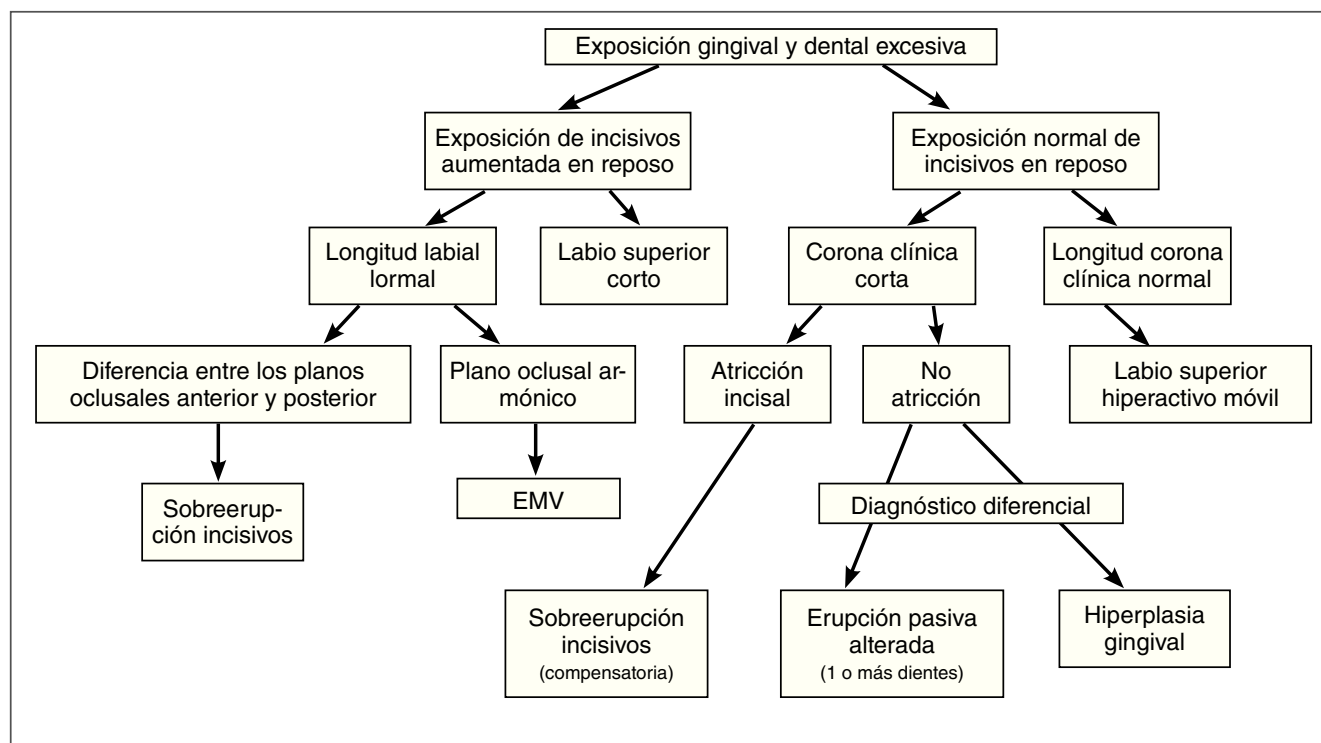 Exposición gingival y dental excesiva
Exposición de incisivos
aumentada en reposo
Exposición normal de
incisivos en reposo
Longitud labial
lormal
Labio superior
corto
Corona clínica
corta
Longitud corona
clínica normal
Diferencia entre los planos
oclusales anterior y posterior
Plano oclusal ar-
mónico
Atricción
incisal
No
atricción
Labio superior
hiperactivo móvil
Sobreerup-
ción incisivos
EMV
Diagnóstico diferencial
Sobreerupción
incisivos
(compensatoria)
Erupción pasiva
alterada
(1 o más dientes)
Hiperplasia
gingival